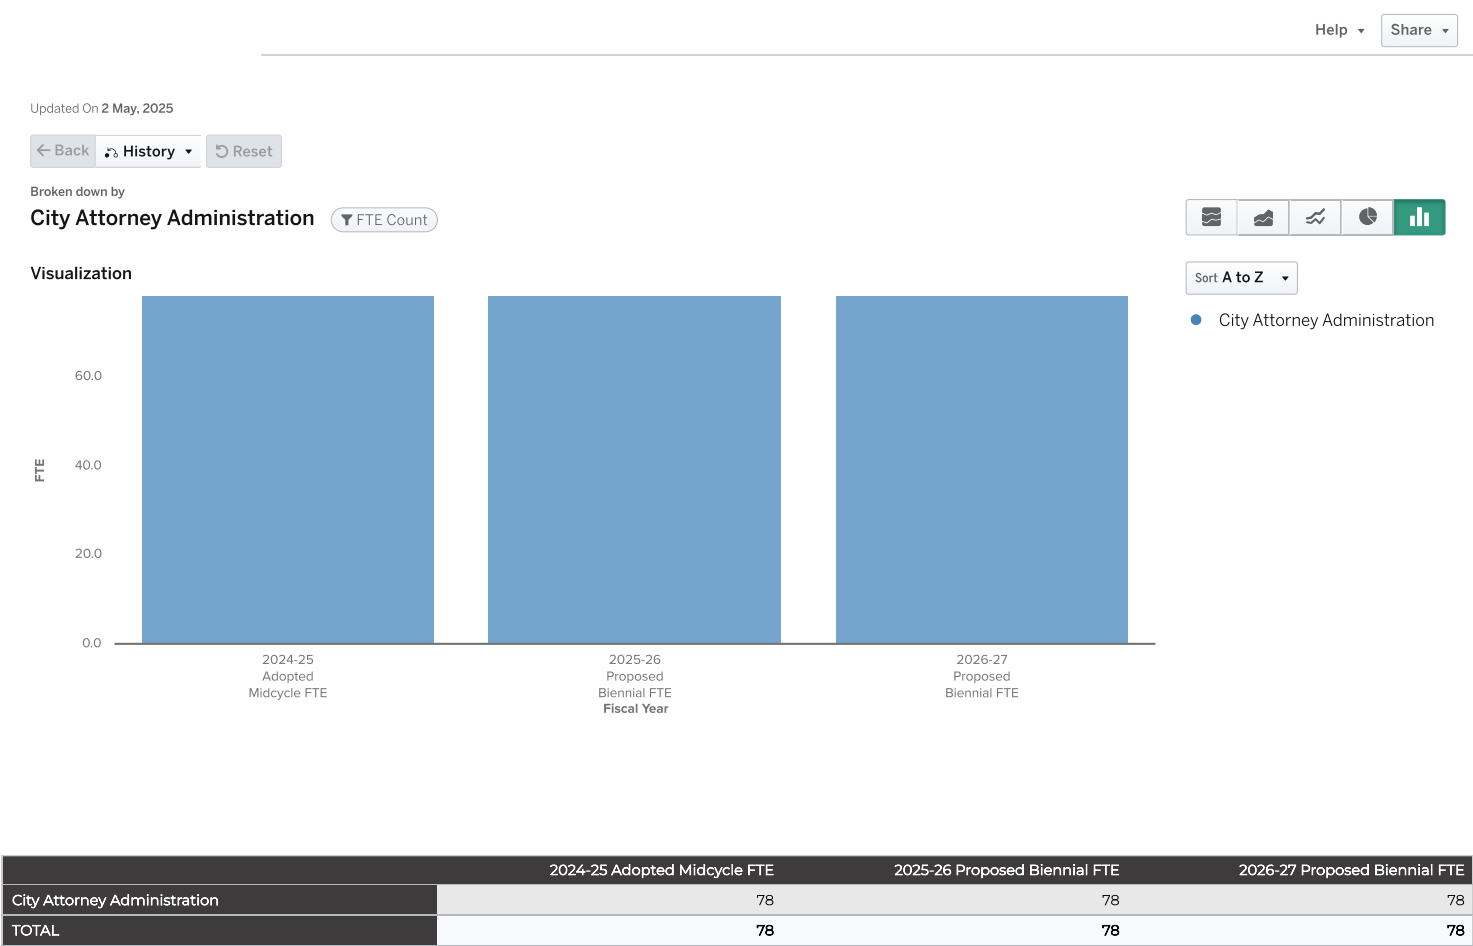 Help
Share
Updated On 2 May, 2025
Back
History
Reset
Broken down by
City Attorney Administration
FTE Count
Visualization
Sort A to Z
City Attorney Administration
60.0
40.0
20.0
0.0
FTE
2024-25
Adopted
Midcycle FTE
2025-26
Proposed
Biennial FTE
2026-27
Proposed
Biennial FTE
Fiscal Year
2024-25 Adopted Midcycle FTE 2025-26 Proposed Biennial FTE 2026-27 Proposed Biennial FTE
City Attorney Administration 78 78 78
TOTAL 78 78 78